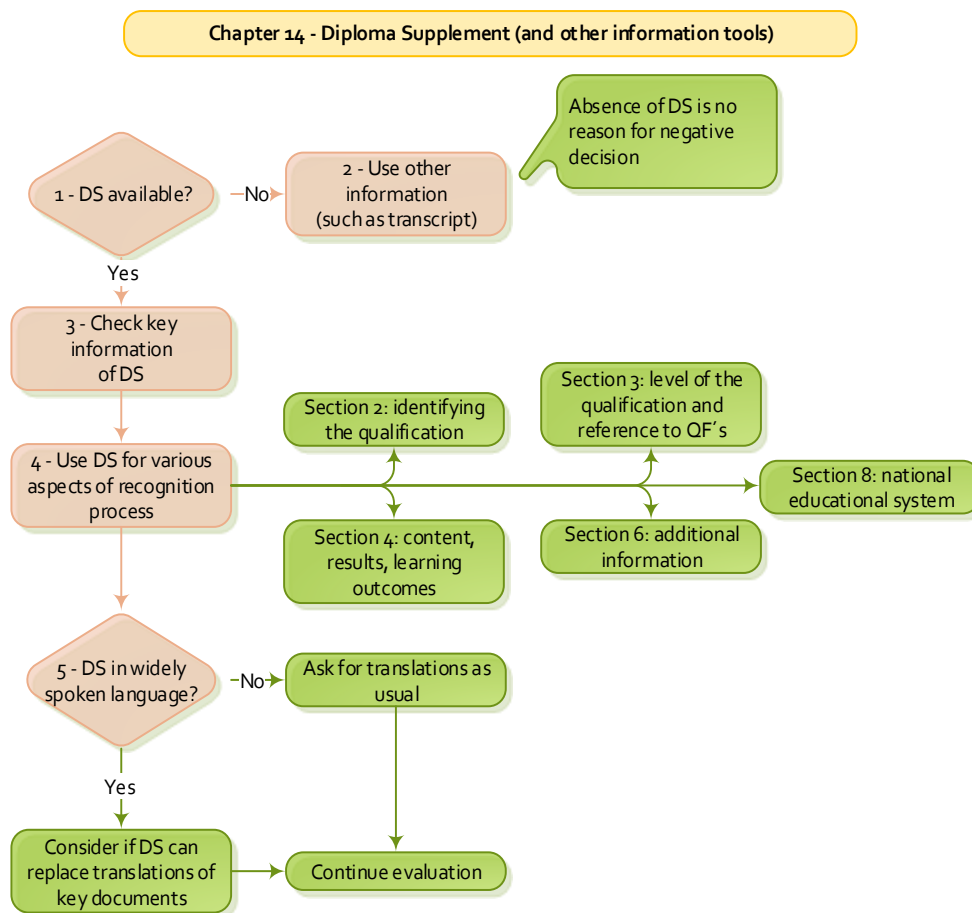 Chapter 14 - Diploma Supplement (and other information tools)
Absence of DS is no
reason for negative
decision
1 - DS available?
No
2 - Use other
information
(such as transcript)
Yes
3 - Check key
information
of DS
4 - Use DS for various
aspects of recognition
process
Section 2: identifying
the qualification
Section 3: level of the
qualification and
reference to QF´s
Section 8: national
educational system
Section 4: content,
results, learning
outcomes
Section 6: additional
information
5 - DS in widely
spoken language?
No
Ask for translations as
usual
Yes
Consider if DS can
replace translations of
key documents
Continue evaluation